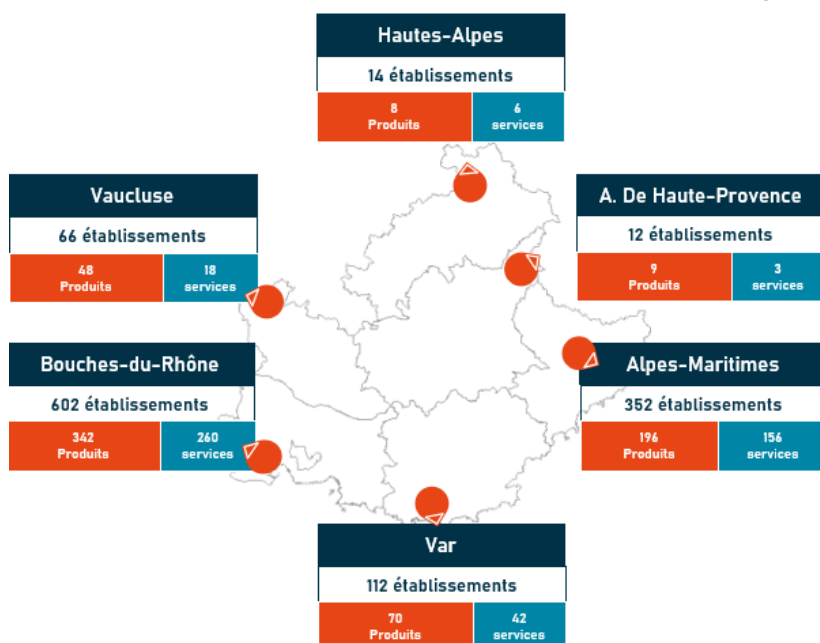 Hautes-Alpes
14 établissements
8
Produits
6
services
Vaucluse
66 établissements
48
Produits
18
services
A. De Haute-Provence
12 établissements
9
Produits
3
services
Bouches-du-Rhône
602 établissements
342
Produits
260
services
Alpes-Maritimes
352 établissements
196
Produits
156
services
Var
112 établissements
70
Produits
42
services